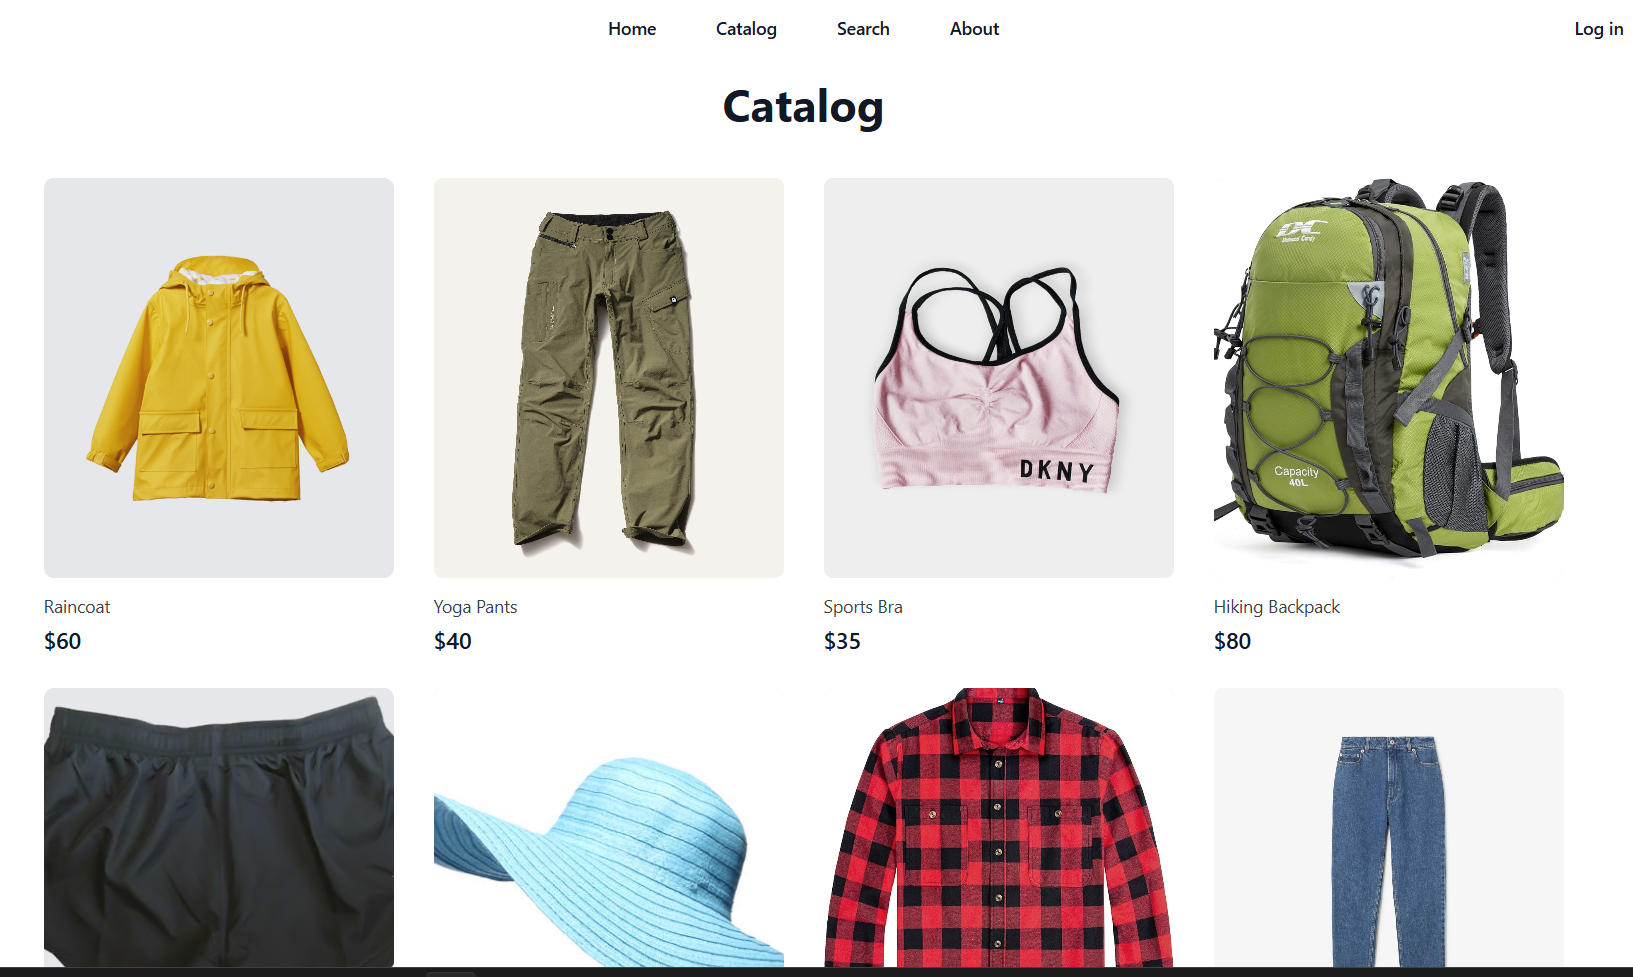 Home Catalog Search About Log in
Catalog
DKNY
Capacity
40L
Raincoat Yoga Pants Sports Bra Hiking Backpack
$60 $40 $35 $80